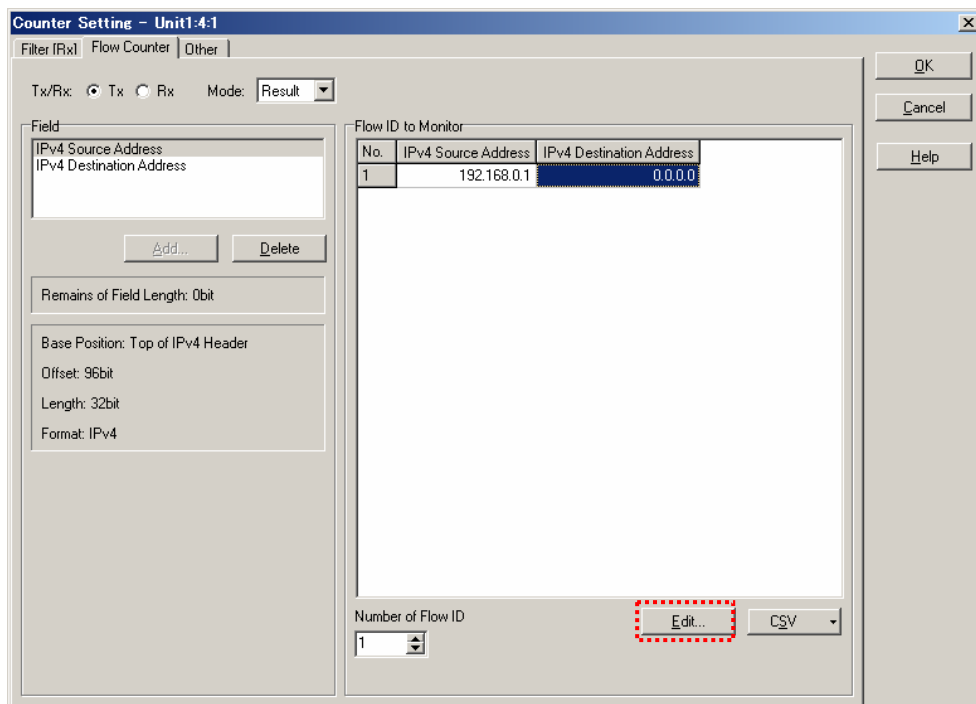 Counter Setting - Unit1:4:1
Filter [Rx] Flow Counter Other
OK
Cancel
Help
Tx/Rx: Tx Rx Mode: Result
Field
IPv4 Source Address
IPv4 Destination Address
Add... Delete
Remains of Field Length: 0bit
Base Position: Top of IPv4 Header
Offset: 96bit
Length: 32bit
Format: IPv4
Flow ID to Monitor
No. IPv4 Source Address IPv4 Destination Address
1 192.168.0.1 0.0.0.0
Number of Flow ID
1
Edit... CSV